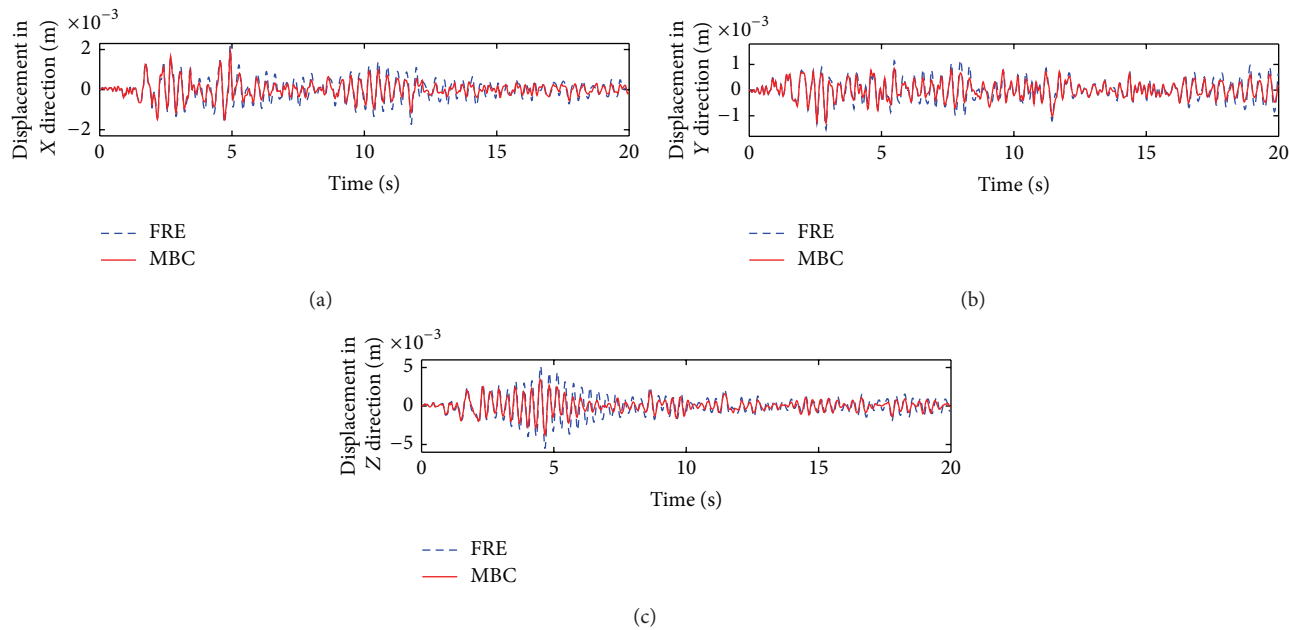 ×10⁻³
Displacement in
X direction (m)
2
0
−2
0 5 10 15 20
Time (s)
FRE
MBC
(a)
×10⁻³
Displacement in
Y direction (m)
1
0
−1
0 5 10 15 20
Time (s)
FRE
MBC
(b)
×10⁻³
Displacement in
Z direction (m)
5
0
−5
0 5 10 15 20
Time (s)
FRE
MBC
(c)